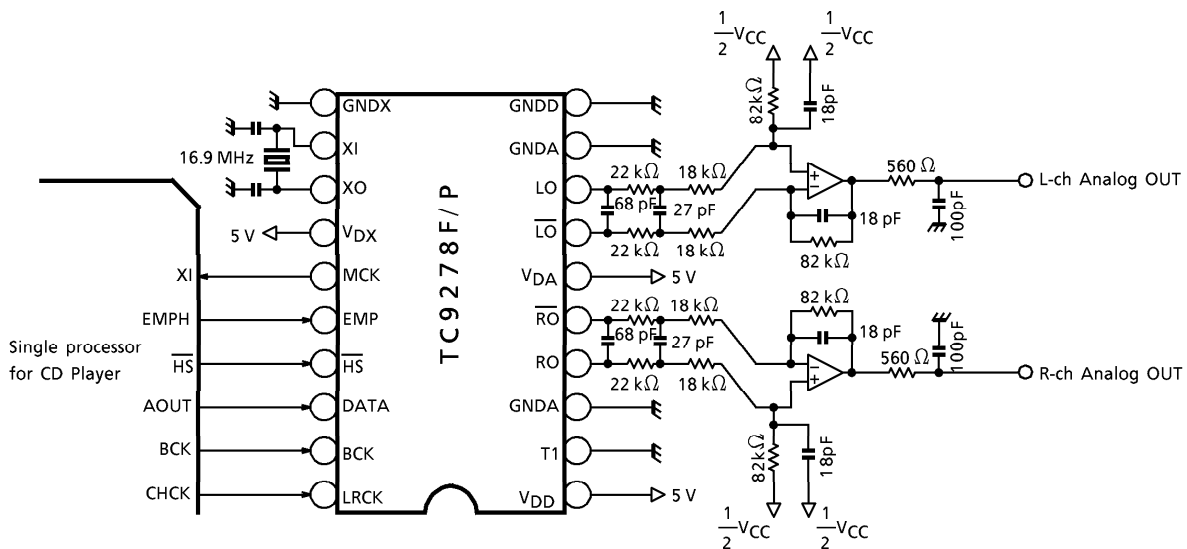 1/2 VCC
1/2 VCC
82kΩ
18pF
GNDX
GNDD
XI
GNDA
16.9 MHz
22 kΩ
18 kΩ
560 Ω
XO
LO
68 pF
27 pF
18 pF
100pF
L-ch Analog OUT
5 V
VDX
L̅O̅
22 kΩ
18 kΩ
82 kΩ
TC9278F/P
XI
MCK
VDA
5 V
EMPH
EMP
R̅O̅
22 kΩ
18 kΩ
82 kΩ
68 pF
27 pF
18 pF
100pF
Single processor
for CD Player
H̅S̅
H̅S̅
RO
22 kΩ
18 kΩ
560 Ω
R-ch Analog OUT
AOUT
DATA
GNDA
BCK
BCK
T1
82kΩ
18pF
CHCK
LRCK
VDD
5 V
1/2 VCC
1/2 VCC